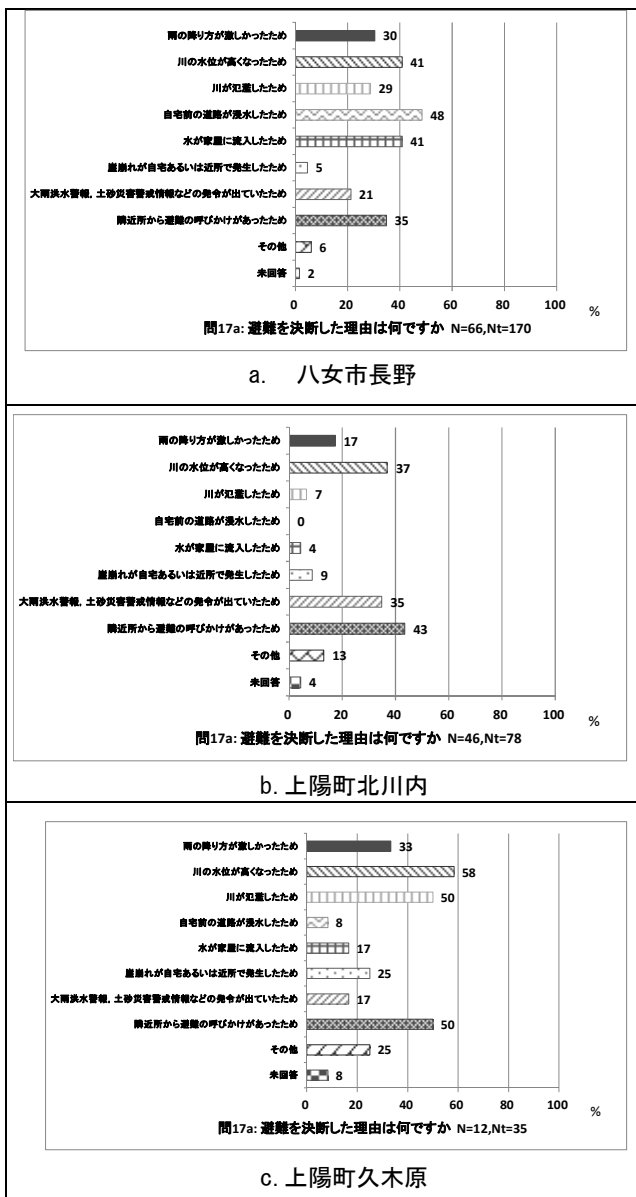 雨の降り方が激しかったため 30
川の水位が高くなったため 41
川が氾濫したため 29
自宅前の道路が浸水したため 48
水が家屋に流入したため 41
崖崩れが自宅あるいは近所で発生したため 5
大雨洪水警報，土砂災害警戒情報などの発令が出ていたため 21
隣近所から避難の呼びかけがあったため 35
その他 6
未回答 2
0 20 40 60 80 100
%
問17a: 避難を決断した理由は何ですか N=66,Nt=170
a. 八女市長野
雨の降り方が激しかったため 17
川の水位が高くなったため 37
川が氾濫したため 7
自宅前の道路が浸水したため 0
水が家屋に流入したため 4
崖崩れが自宅あるいは近所で発生したため 9
大雨洪水警報，土砂災害警戒情報などの発令が出ていたため 35
隣近所から避難の呼びかけがあったため 43
その他 13
未回答 4
0 20 40 60 80 100
%
問17a: 避難を決断した理由は何ですか N=46,Nt=78
b. 上陽町北川内
雨の降り方が激しかったため 33
川の水位が高くなったため 58
川が氾濫したため 50
自宅前の道路が浸水したため 8
水が家屋に流入したため 17
崖崩れが自宅あるいは近所で発生したため 25
大雨洪水警報，土砂災害警戒情報などの発令が出ていたため 17
隣近所から避難の呼びかけがあったため 50
その他 25
未回答 8
0 20 40 60 80 100
%
問17a: 避難を決断した理由は何ですか N=12,Nt=35
c. 上陽町久木原